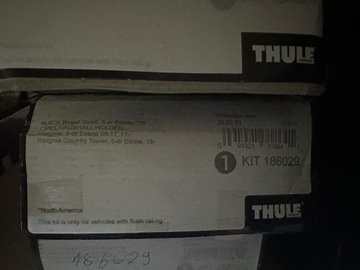 THULE
BUICK Regal TourX, 5-dr Estate, 18-
OPEL/VAUXHALL/HOLDEN:
Insignia, 5-dr Estate 09-17, 17-
Insignia Country Tourer, 5-dr Estate, 18-
1 KIT 186029
*North America
This kit is only for vehicles with flush railing.
THULE
186029